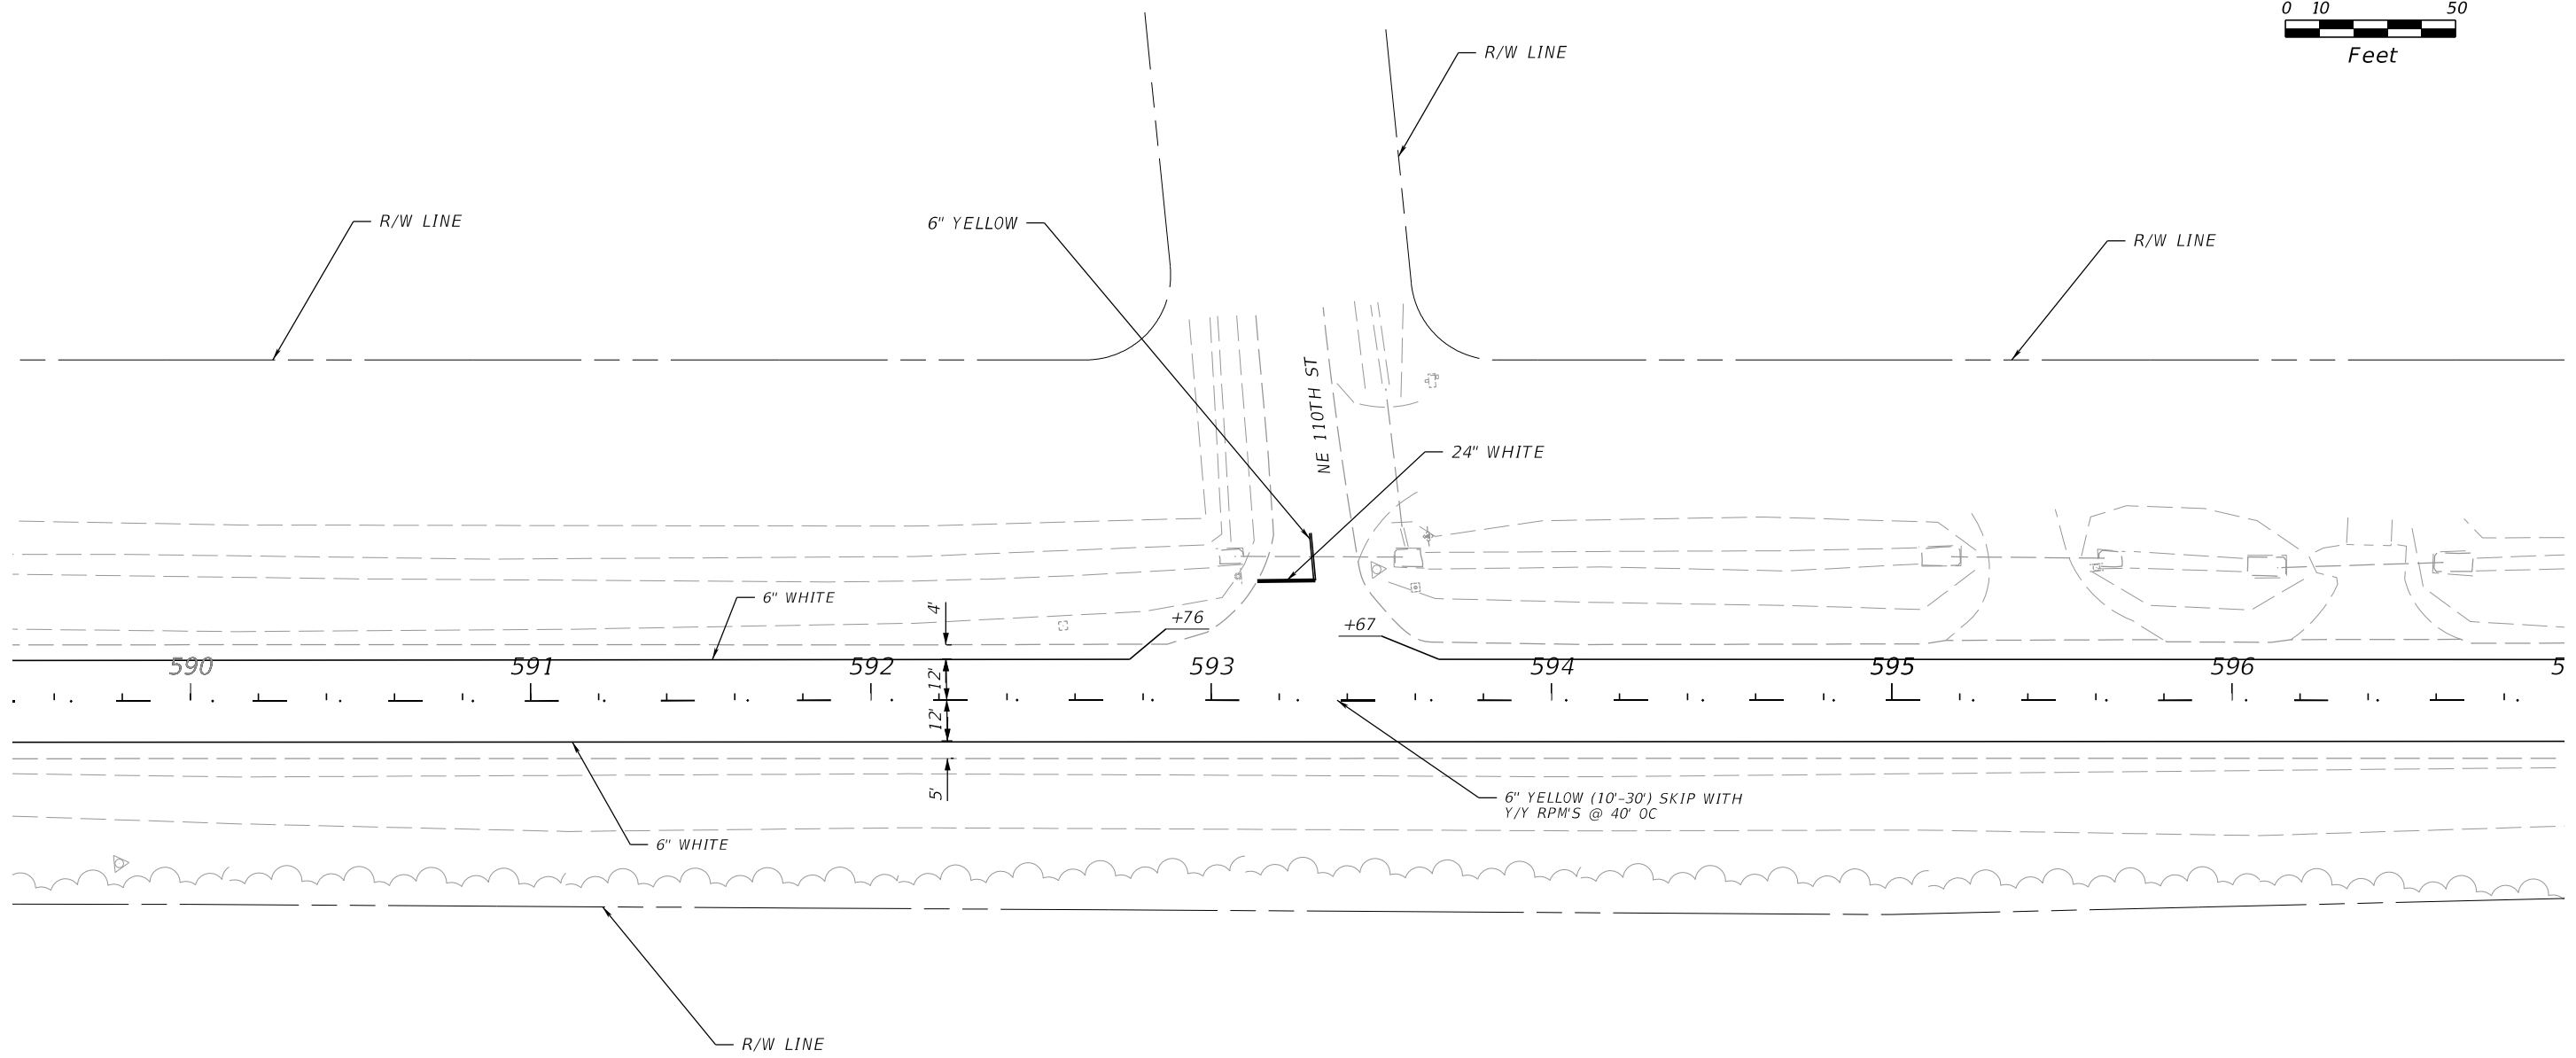 0 10 50
Feet
R/W LINE
R/W LINE
6" YELLOW
R/W LINE
NE 110TH ST
24" WHITE
6" WHITE
4'
+76
+67
590 591 592 593 594 595 596 5
12'
12'
5'
6" YELLOW (10'-30') SKIP WITH
Y/Y RPM'S @ 40' OC
6" WHITE
R/W LINE